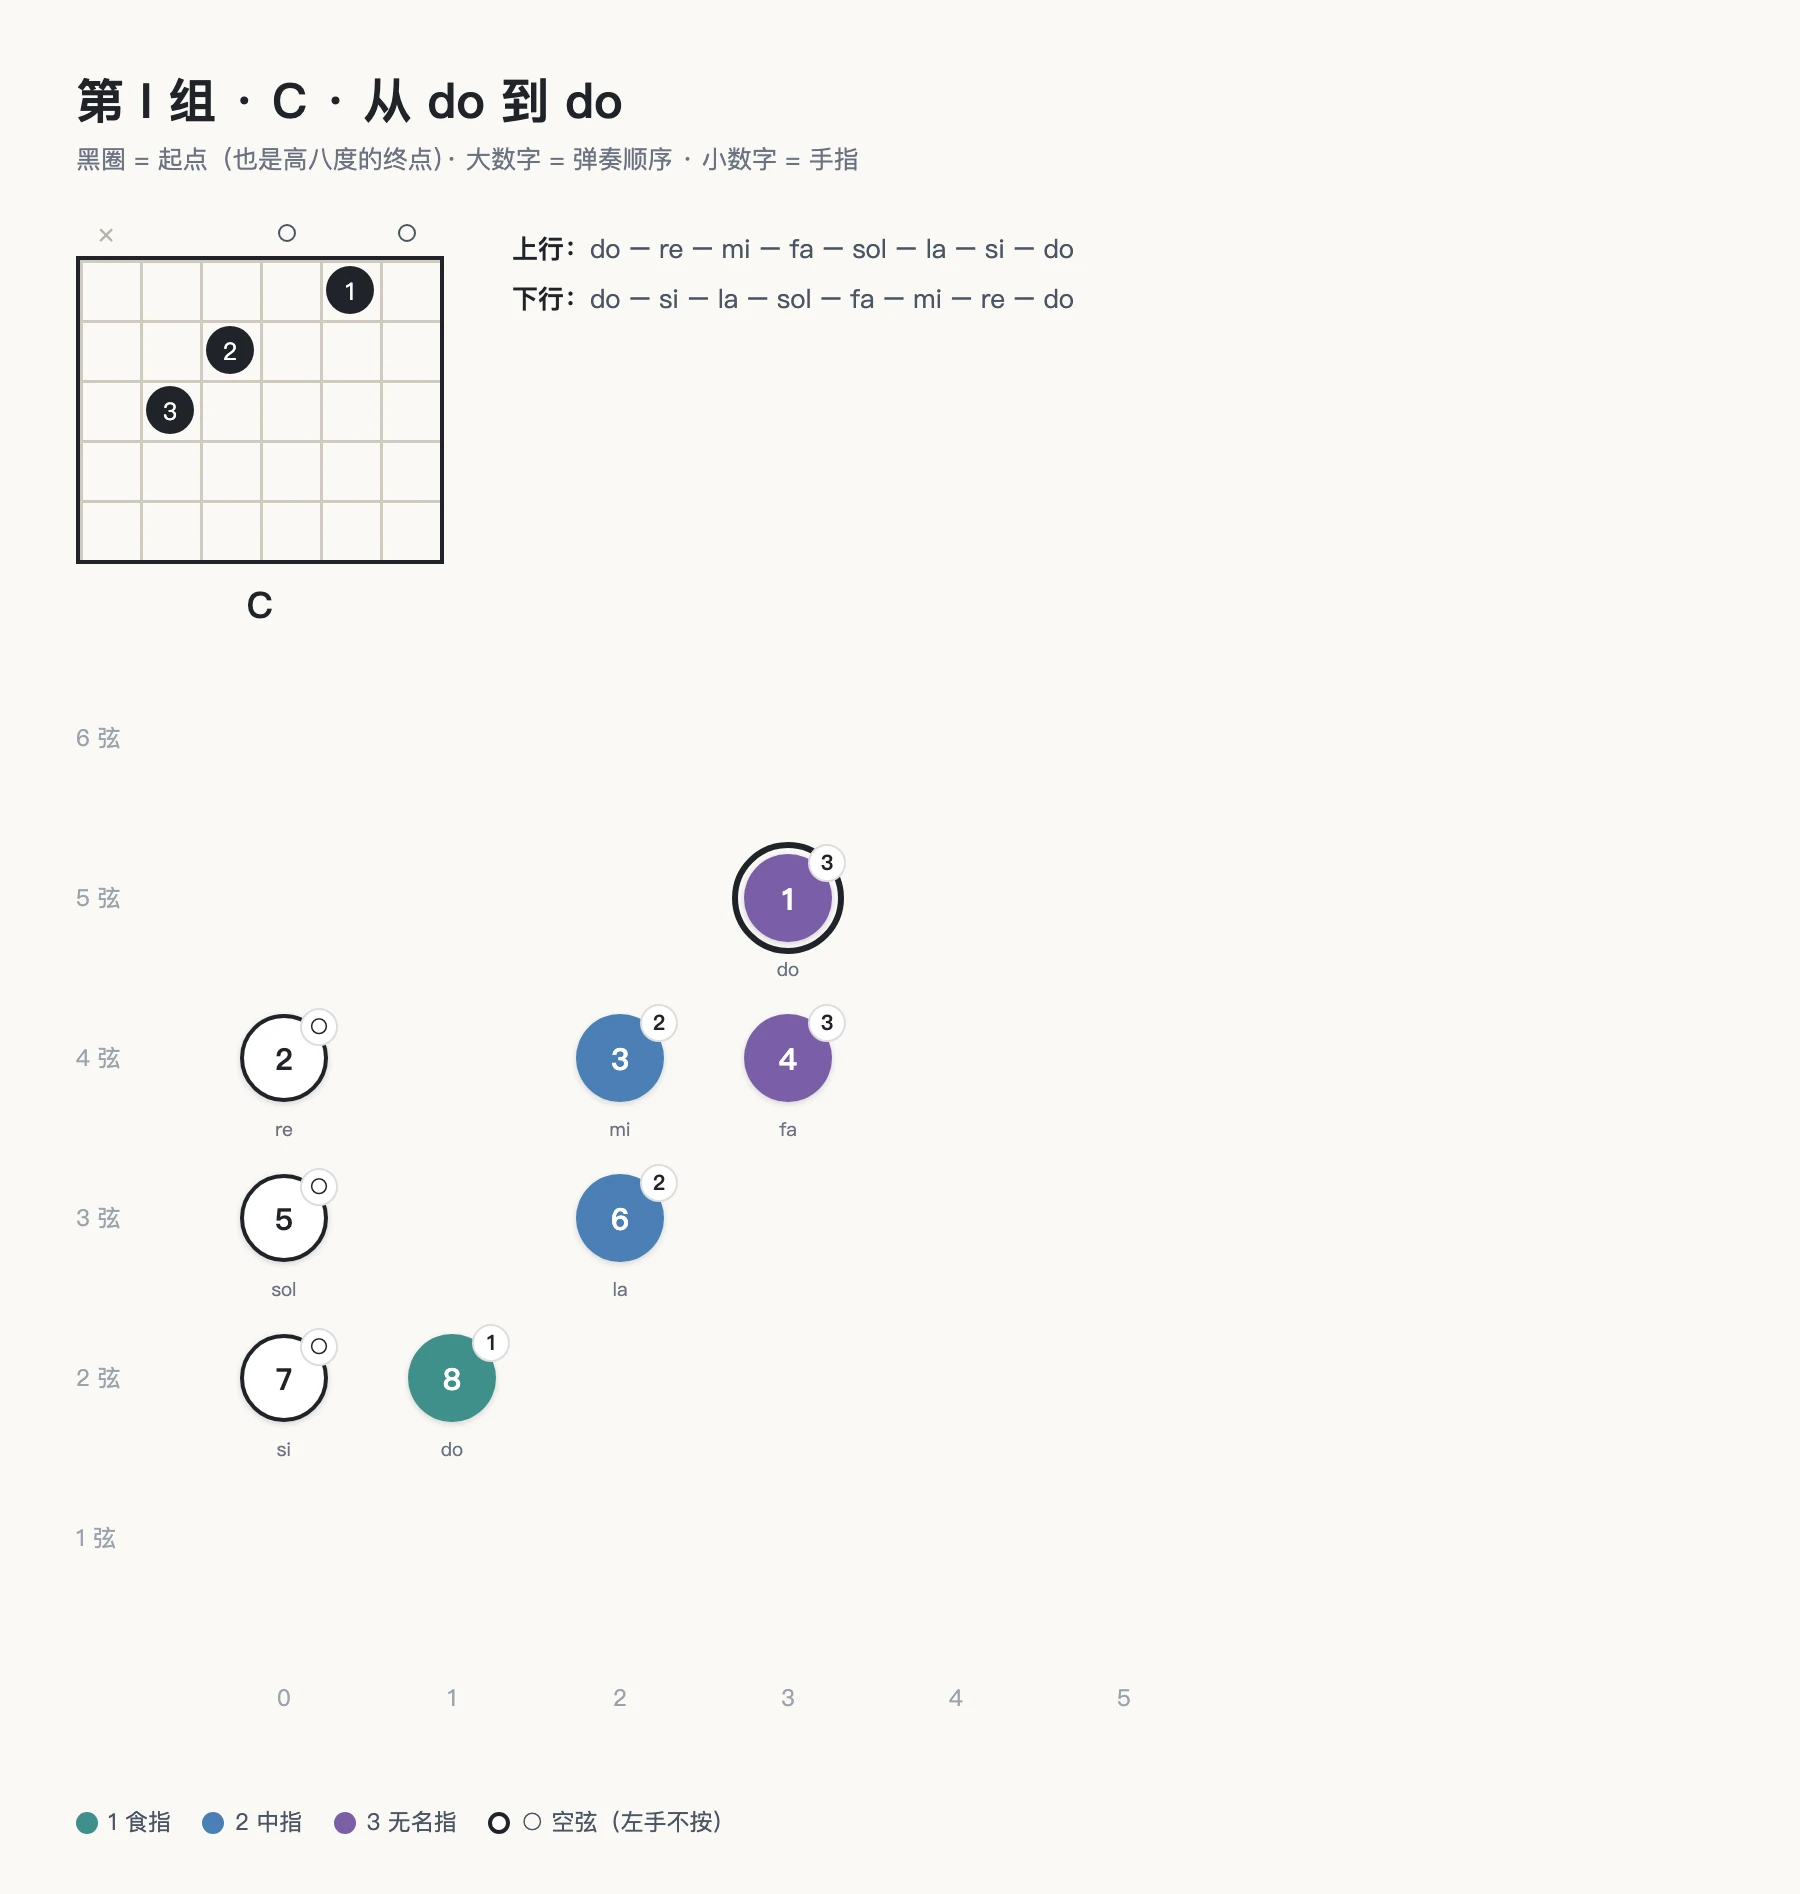 第 I 组 · C · 从 do 到 do
黑圈 = 起点（也是高八度的终点）· 大数字 = 弹奏顺序 · 小数字 = 手指
× ○ ○
上行：do — re — mi — fa — sol — la — si — do
下行：do — si — la — sol — fa — mi — re — do
1
2
3
C
6 弦
5 弦 1 3
do
4 弦 2 ○ 3 2 4 3
re mi fa
3 弦 5 ○ 6 2
sol la
2 弦 7 ○ 8 1
si do
1 弦
0 1 2 3 4 5
1 食指 2 中指 3 无名指 ○ 空弦（左手不按）